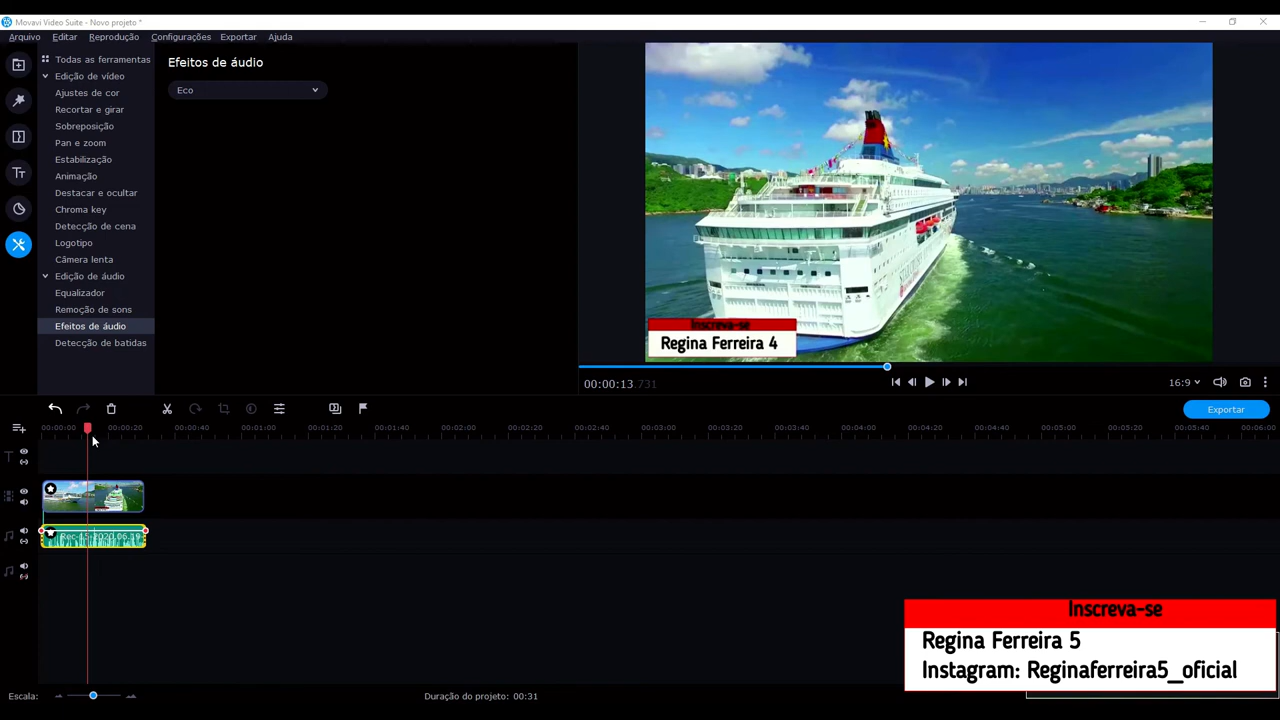 Movavi Video Suite - Novo projeto *
Arquivo Editar Reprodução Configurações Exportar Ajuda
Todas as ferramentas
Edição de vídeo
Ajustes de cor
Recortar e girar
Sobreposição
Pan e zoom
Estabilização
Animação
Destacar e ocultar
Chroma key
Detecção de cena
Logotipo
Câmera lenta
Edição de áudio
Equalizador
Remoção de sons
Efeitos de áudio
Detecção de batidas
Efeitos de áudio
Eco
Inscreva-se
Regina Ferreira 4
00:00:13.731
16:9
Exportar
00:00:00 00:00:20 00:00:40 00:01:00 00:01:20 00:01:40 00:02:00 00:02:20 00:02:40 00:03:00 00:03:20 00:03:40 00:04:00 00:04:20 00:04:40 00:05:00 00:05:20 00:05:40 00:06:00
Rec-15-2020.06.19
Inscreva-se
Regina Ferreira 5
Instagram: Reginaferreira5_oficial
Escala:
Duração do projeto: 00:31